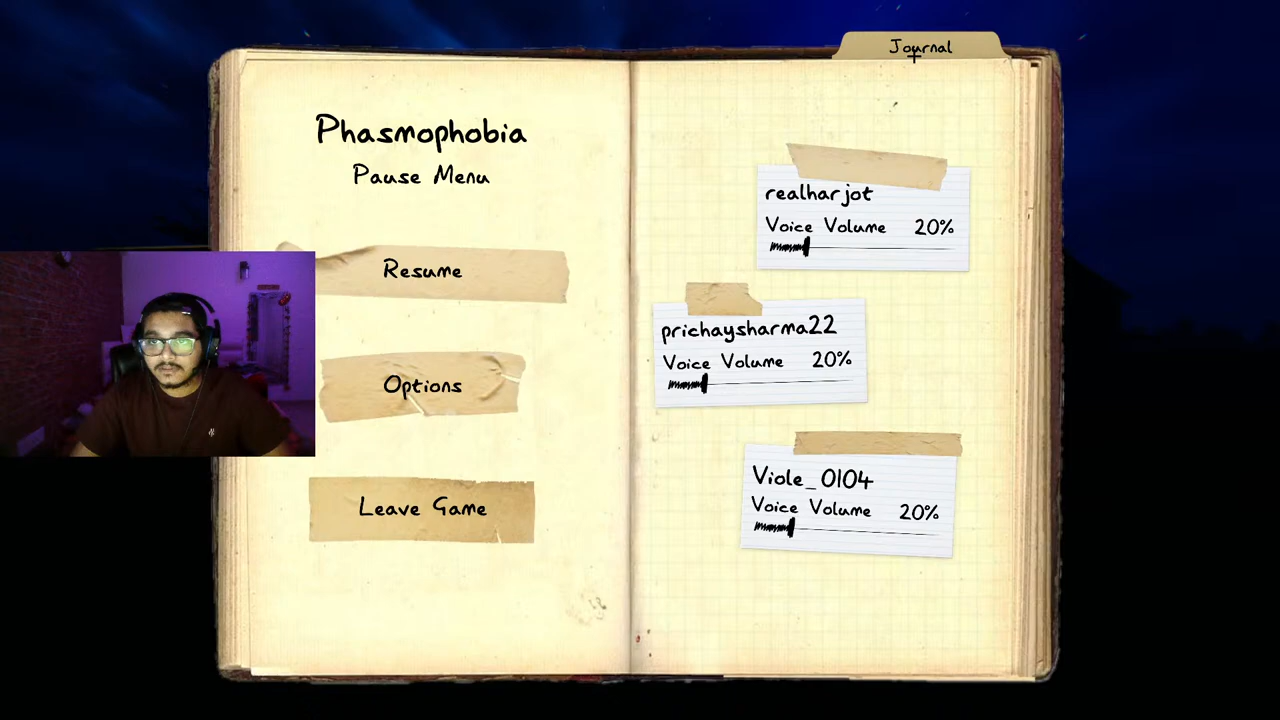 Journal
Phasmophobia
Pause Menu
Resume
Options
Leave Game
realharjot
Voice Volume 20%
prichaysharma22
Voice Volume 20%
Viole_0104
Voice Volume 20%